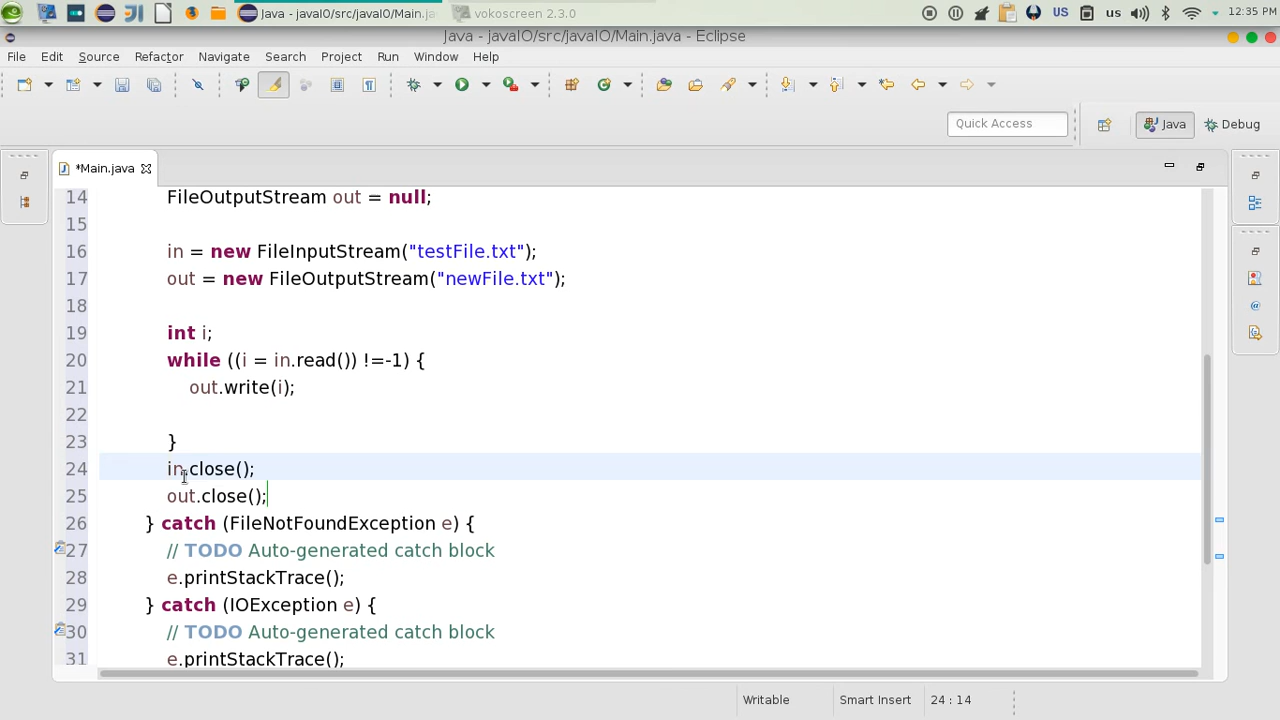 Java - javaIO/src/javaIO/Main.ja
vokoscreen 2.3.0
US
us
12:35 PM
Java - javaIO/src/javaIO/Main.java - Eclipse
File Edit Source Refactor Navigate Search Project Run Window Help
Quick Access
Java
Debug
*Main.java
14 FileOutputStream out = null;
15
16 in = new FileInputStream("testFile.txt");
17 out = new FileOutputStream("newFile.txt");
18
19 int i;
20 while ((i = in.read()) !=-1) {
21 out.write(i);
22
23 }
24 in.close();
25 out.close();
26 } catch (FileNotFoundException e) {
27 // TODO Auto-generated catch block
28 e.printStackTrace();
29 } catch (IOException e) {
30 // TODO Auto-generated catch block
31 e.printStackTrace();
Writable Smart Insert 24 : 14